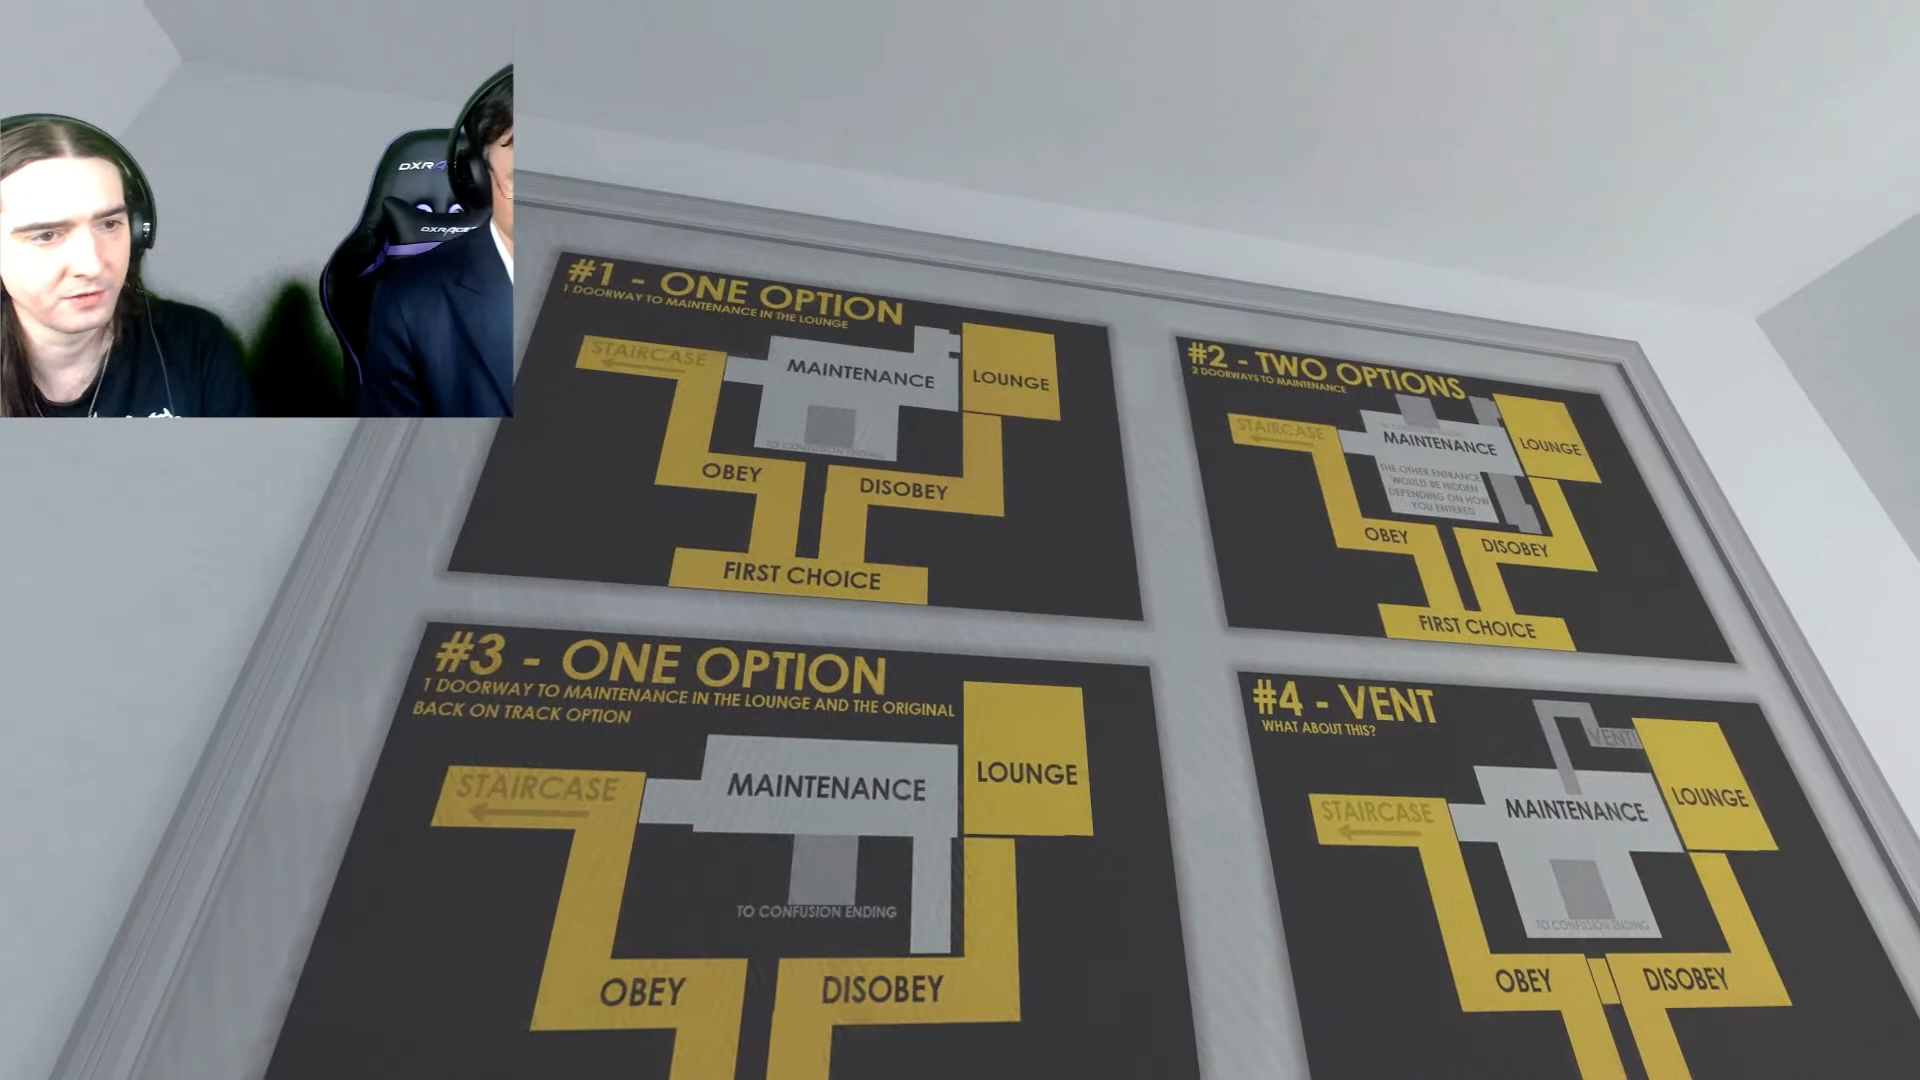 DXRA
DXRACE
#1 - ONE OPTION
1 DOORWAY TO MAINTENANCE IN THE LOUNGE
STAIRCASE
MAINTENANCE
LOUNGE
TO CONFUSION ENDING
OBEY
DISOBEY
FIRST CHOICE
#2 - TWO OPTIONS
2 DOORWAYS TO MAINTENANCE
STAIRCASE
MAINTENANCE
LOUNGE
THE OTHER ENTRANCE
WOULD BE HIDDEN
DEPENDING ON HOW
YOU ENTERED
OBEY
DISOBEY
FIRST CHOICE
#3 - ONE OPTION
1 DOORWAY TO MAINTENANCE IN THE LOUNGE AND THE ORIGINAL
BACK ON TRACK OPTION
STAIRCASE
MAINTENANCE
LOUNGE
TO CONFUSION ENDING
OBEY
DISOBEY
#4 - VENT
WHAT ABOUT THIS?
VENT
STAIRCASE
MAINTENANCE
LOUNGE
TO CONFUSION ENDING
OBEY
DISOBEY